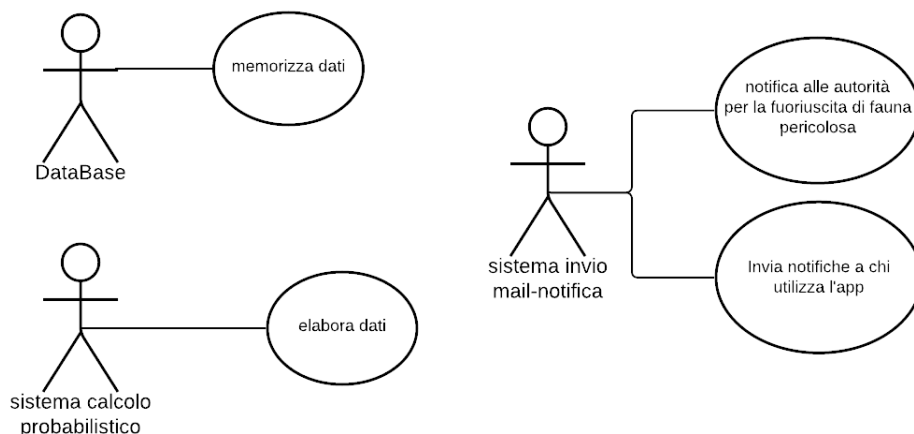 memorizza dati
DataBase
notifica alle autorità
per la fuoriuscita di fauna
pericolosa
sistema invio
mail-notifica
Invia notifiche a chi
utilizza l'app
elabora dati
sistema calcolo
probabilistico